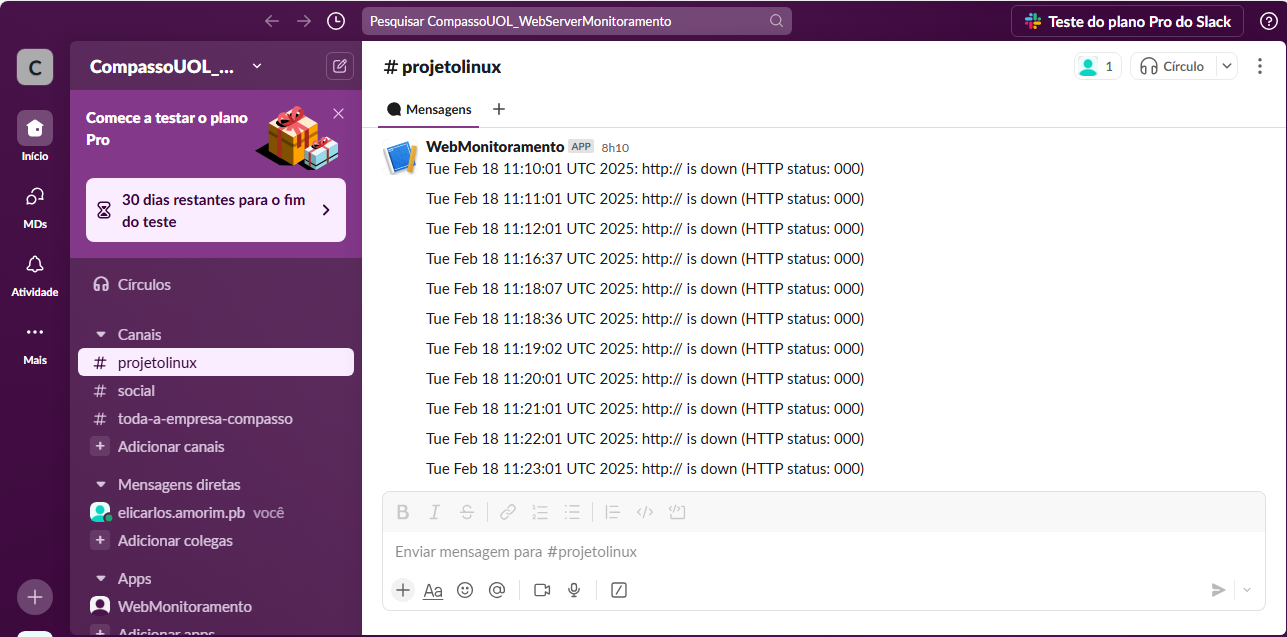 Pesquisar CompassoUOL_WebServerMonitoramento
Teste do plano Pro do Slack
C
CompassoUOL_...
Início
MDs
Atividade
Mais
Comece a testar o plano
Pro
30 dias restantes para o fim
do teste
Círculos
Canais
# projetolinux
# social
# toda-a-empresa-compasso
+ Adicionar canais
Mensagens diretas
elicarlos.amorim.pb você
+ Adicionar colegas
Apps
WebMonitoramento
+ Adicionar apps
# projetolinux
1
Círculo
Mensagens +
WebMonitoramento APP 8h10
Tue Feb 18 11:10:01 UTC 2025: http:// is down (HTTP status: 000)
Tue Feb 18 11:11:01 UTC 2025: http:// is down (HTTP status: 000)
Tue Feb 18 11:12:01 UTC 2025: http:// is down (HTTP status: 000)
Tue Feb 18 11:16:37 UTC 2025: http:// is down (HTTP status: 000)
Tue Feb 18 11:18:07 UTC 2025: http:// is down (HTTP status: 000)
Tue Feb 18 11:18:36 UTC 2025: http:// is down (HTTP status: 000)
Tue Feb 18 11:19:02 UTC 2025: http:// is down (HTTP status: 000)
Tue Feb 18 11:20:01 UTC 2025: http:// is down (HTTP status: 000)
Tue Feb 18 11:21:01 UTC 2025: http:// is down (HTTP status: 000)
Tue Feb 18 11:22:01 UTC 2025: http:// is down (HTTP status: 000)
Tue Feb 18 11:23:01 UTC 2025: http:// is down (HTTP status: 000)
B I S
Enviar mensagem para #projetolinux
+ Aa @